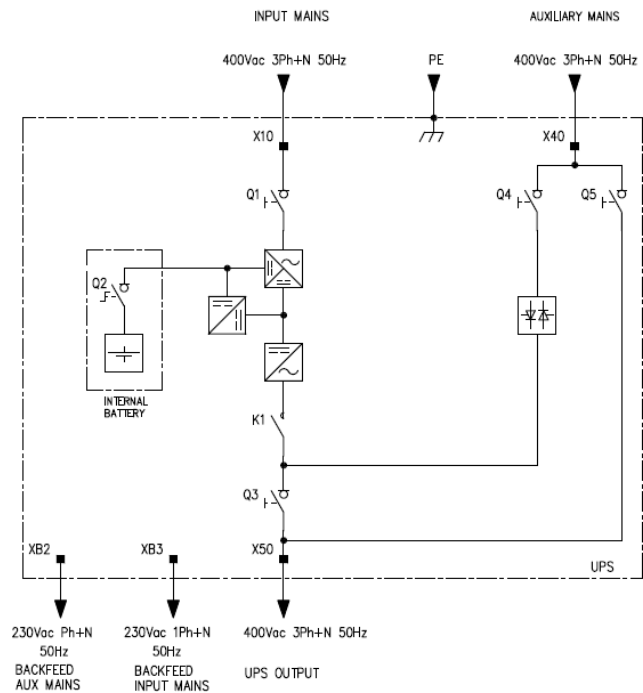 INPUT MAINS
AUXILIARY MAINS
400Vac 3Ph+N 50Hz
PE
400Vac 3Ph+N 50Hz
X10
X40
Q1
Q4
Q5
Q2
INTERNAL
BATTERY
K1
Q3
XB2
XB3
X50
UPS
230Vac Ph+N
50Hz
BACKFEED
AUX MAINS
230Vac 1Ph+N
50Hz
BACKFEED
INPUT MAINS
400Vac 3Ph+N 50Hz
UPS OUTPUT